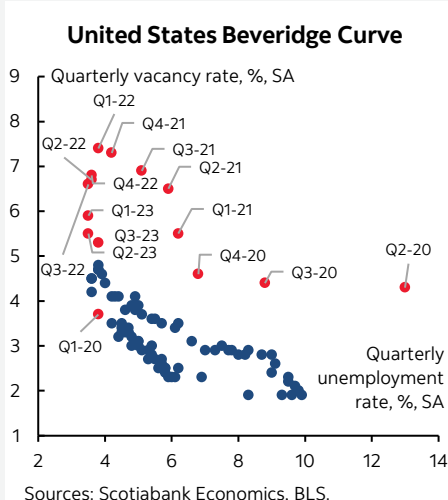 United States Beveridge Curve
9
Quarterly vacancy rate, %, SA
Q1-22
8
Q4-21
Q2-22
Q3-21
7
Q4-22
Q2-21
6
Q1-23
Q1-21
Q3-23
Q2-20
5
Q2-23
Q4-20
Q3-22
Q3-20
4
Q1-20
3
Quarterly
unemployment
2
rate, %, SA
1
2 4 6 8 10 12 14
Sources: Scotiabank Economics, BLS.